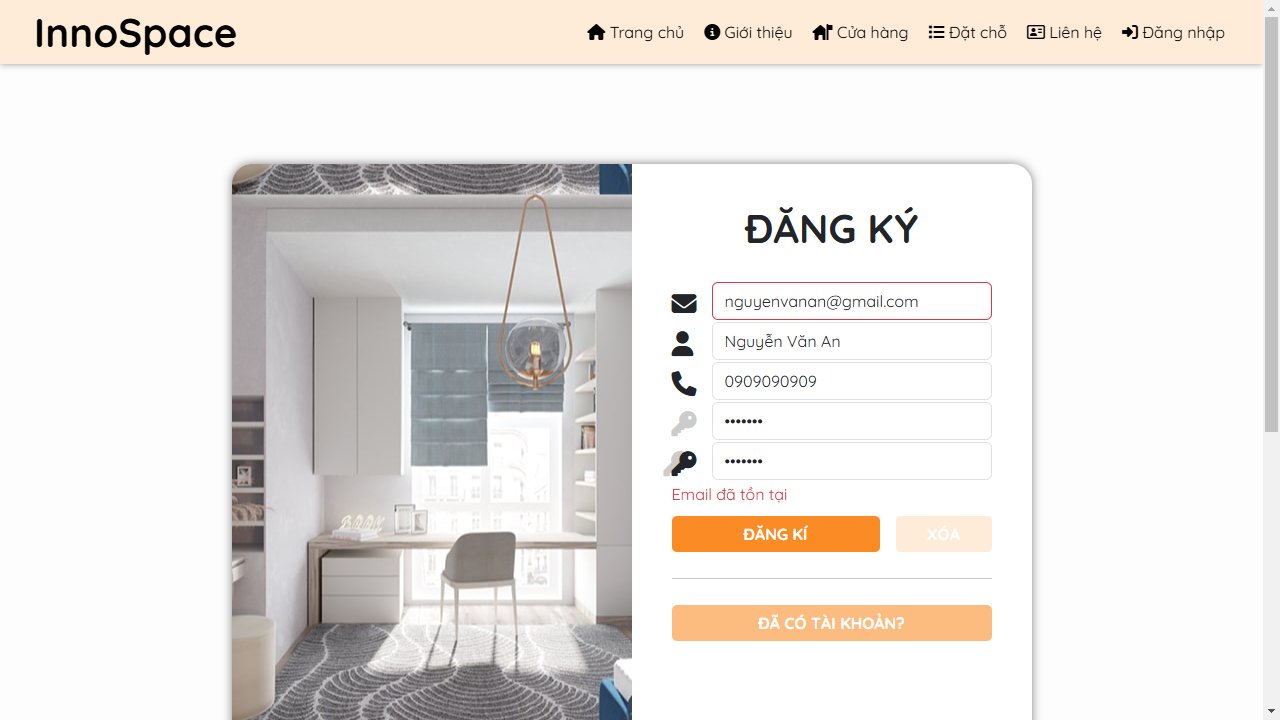 InnoSpace
Trang chủ Giới thiệu Cửa hàng Đặt chỗ Liên hệ Đăng nhập
ĐĂNG KÝ
nguyenvanan@gmail.com
Nguyễn Văn An
0909090909
•••••••
•••••••
Email đã tồn tại
ĐĂNG KÍ XÓA
ĐÃ CÓ TÀI KHOẢN?